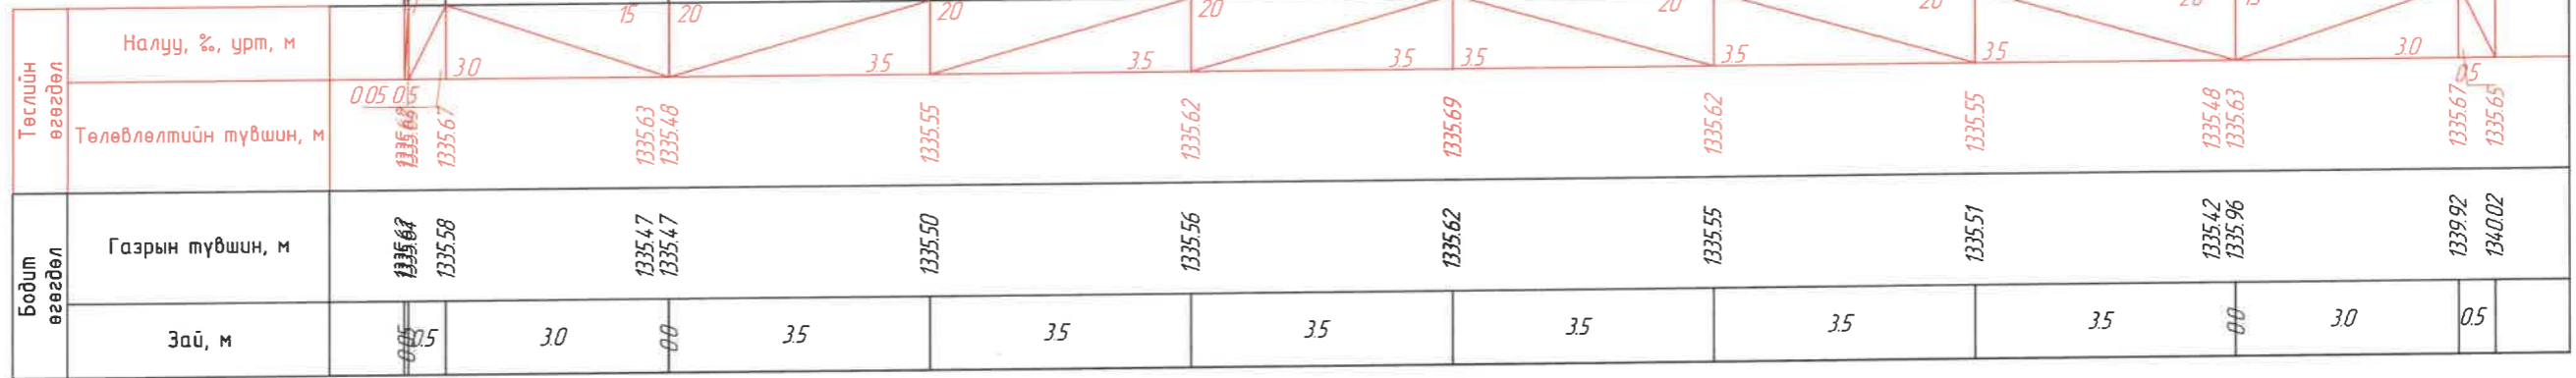 15 20 20 20 20 20 20 15
Төслийн өгөгдөл
Налуу, ‰, урт, м
3.0 3.5 3.5 3.5 3.5 3.5 3.5 3.0
0.05 0.5 0.5
Төлөвлөлтийн түвшин, м
1335.67 1335.63 1335.48 1335.55 1335.62 1335.69 1335.62 1335.55 1335.48 1335.63 1335.67 1335.65
Бодит өгөгдөл
Газрын түвшин, м
1335.58 1335.47 1335.47 1335.50 1335.56 1335.62 1335.55 1335.51 1335.42 1335.96 1339.92 1340.02
Зай, м
0.05 0.5 3.0 0.0 3.5 3.5 3.5 3.5 3.5 3.5 0.0 3.0 0.5